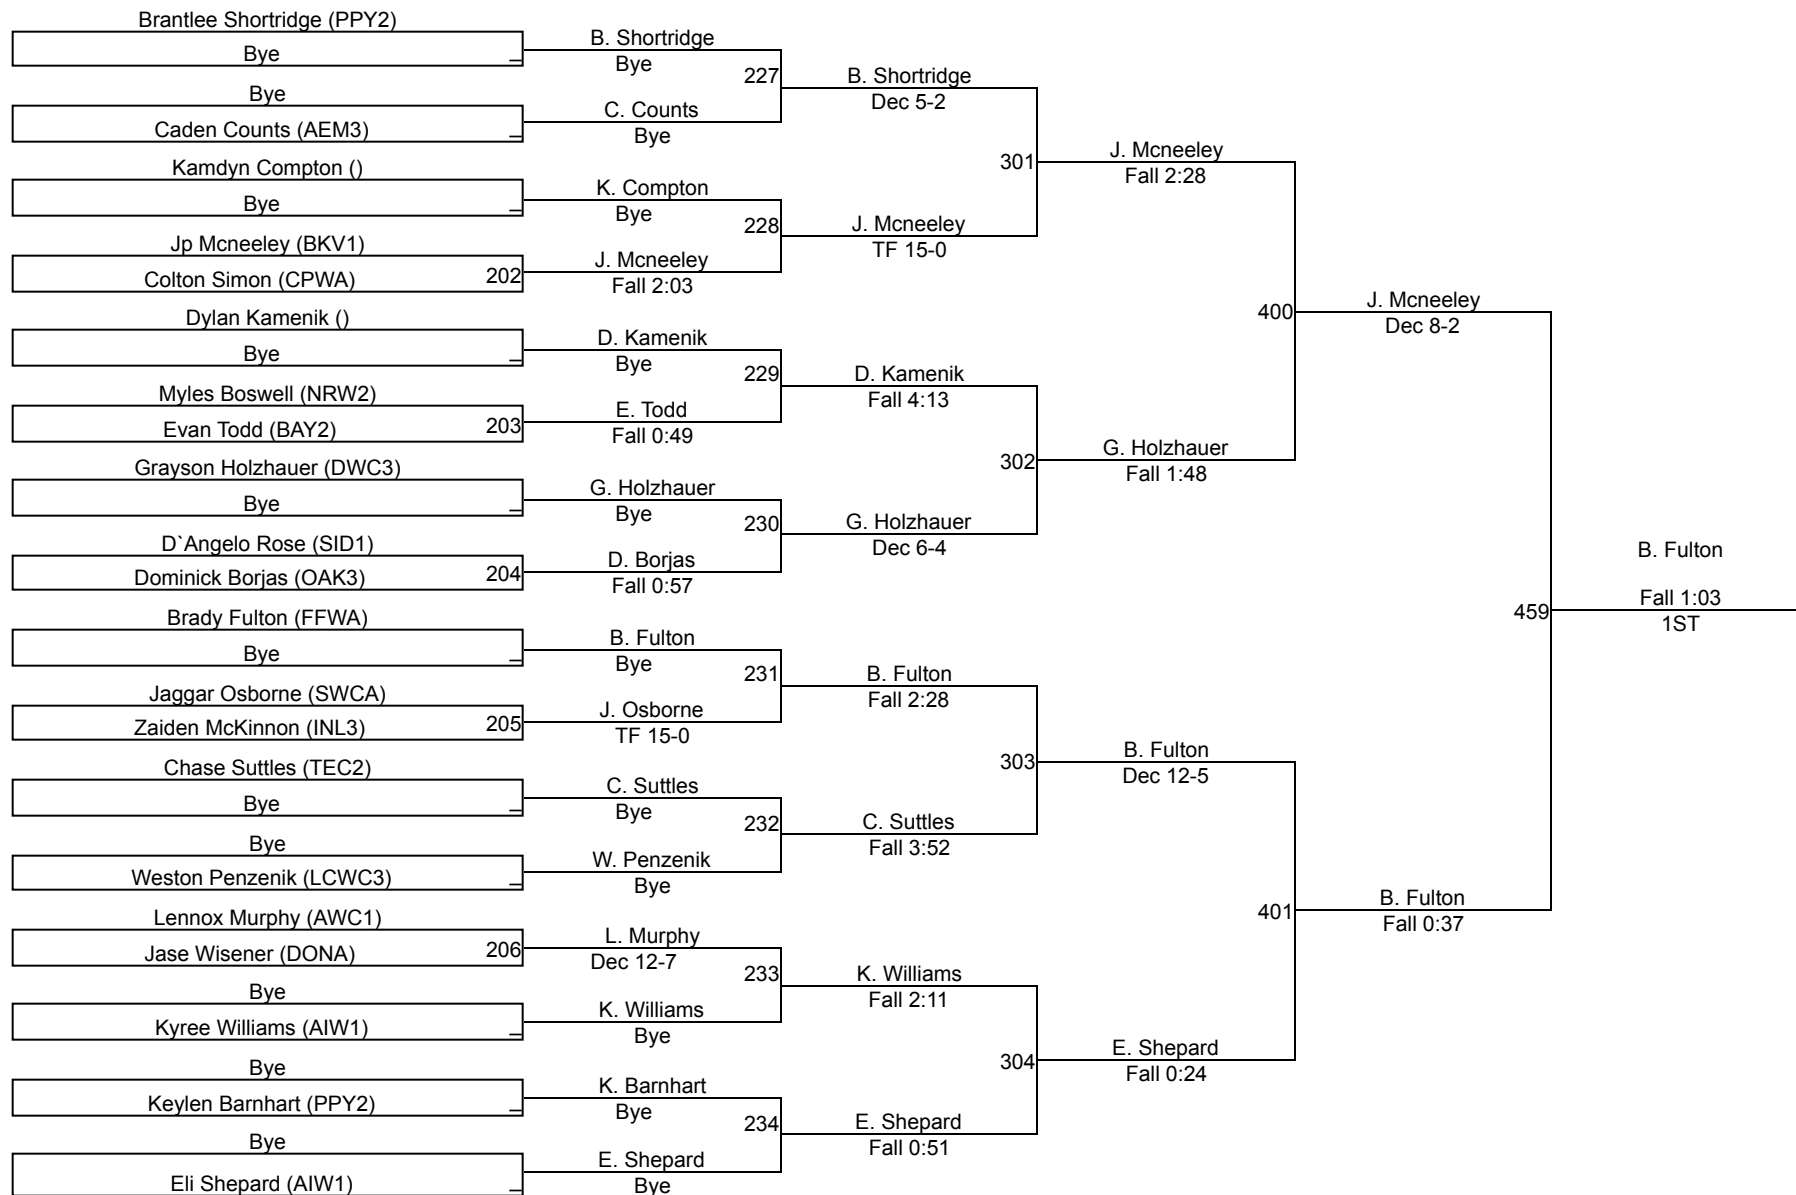 Brantlee Shortridge (PPY2)
Bye
Bye
Caden Counts (AEM3)
Kamdyn Compton ()
Bye
Jp Mcneeley (BKV1)
Colton Simon (CPWA) 202
Dylan Kamenik ()
Bye
Myles Boswell (NRW2)
Evan Todd (BAY2) 203
Grayson Holzhauer (DWC3)
Bye
D`Angelo Rose (SID1)
Dominick Borjas (OAK3) 204
Brady Fulton (FFWA)
Bye
Jaggar Osborne (SWCA)
Zaiden McKinnon (INL3) 205
Chase Suttles (TEC2)
Bye
Bye
Weston Penzenik (LCWC3)
Lennox Murphy (AWC1)
Jase Wisener (DONA) 206
Bye
Kyree Williams (AIW1)
Bye
Keylen Barnhart (PPY2)
Bye
Eli Shepard (AIW1)
B. Shortridge
Bye
227
C. Counts
Bye
K. Compton
Bye
228
J. Mcneeley
Fall 2:03
D. Kamenik
Bye
229
E. Todd
Fall 0:49
G. Holzhauer
Bye
230
D. Borjas
Fall 0:57
B. Fulton
Bye
231
J. Osborne
TF 15-0
C. Suttles
Bye
232
W. Penzenik
Bye
L. Murphy
Dec 12-7
233
K. Williams
Bye
K. Barnhart
Bye
234
E. Shepard
Bye
B. Shortridge
Dec 5-2
301
J. Mcneeley
TF 15-0
D. Kamenik
Fall 4:13
302
G. Holzhauer
Dec 6-4
B. Fulton
Fall 2:28
303
C. Suttles
Fall 3:52
K. Williams
Fall 2:11
304
E. Shepard
Fall 0:51
J. Mcneeley
Fall 2:28
400
G. Holzhauer
Fall 1:48
B. Fulton
Dec 12-5
401
E. Shepard
Fall 0:24
J. Mcneeley
Dec 8-2
459
B. Fulton
Fall 0:37
B. Fulton
Fall 1:03
1ST